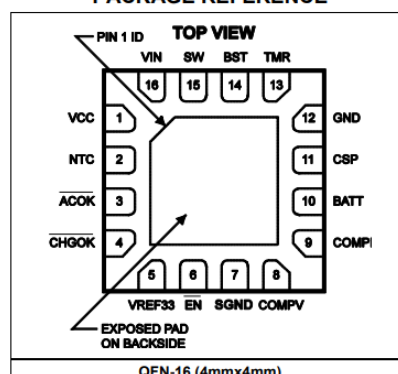 PACKAGE REFERENCE
PIN 1 ID
TOP VIEW
VIN SW BST TMR
16 15 14 13
VCC 1 12 GND
NTC 2 11 CSP
ACOK 3 10 BATT
CHGOK 4 9 COMPI
5 6 7 8
VREF33 EN SGND COMPV
EXPOSED PAD
ON BACKSIDE
QFN-16 (4mmx4mm)